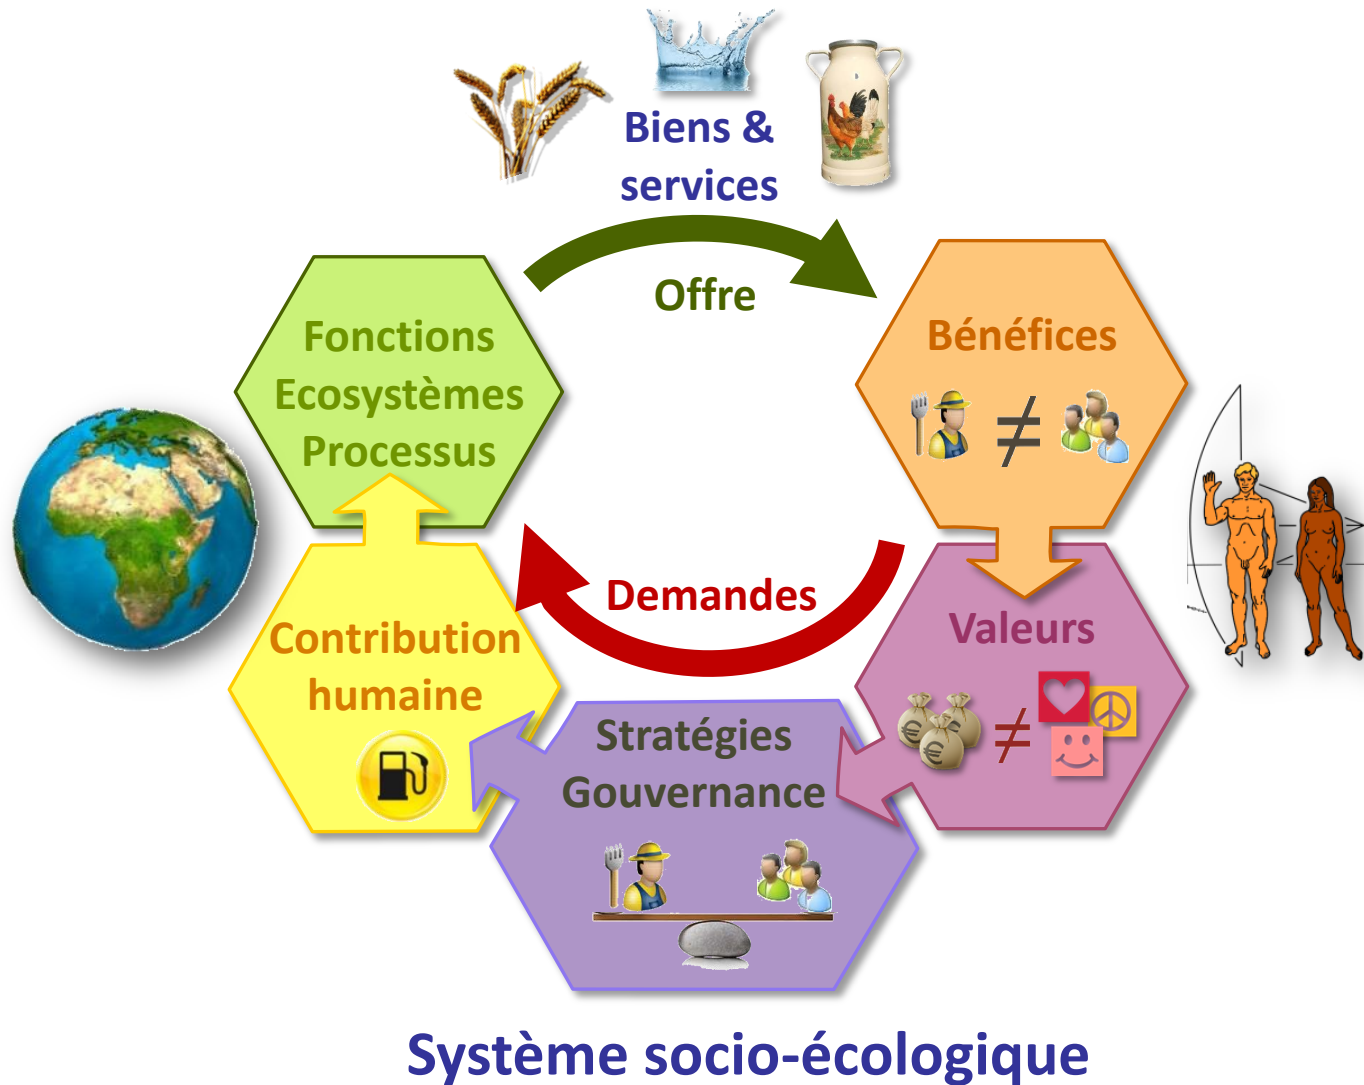 Biens &
services
Offre
Fonctions
Ecosystèmes
Processus
Bénéfices
≠
Demandes
Contribution
humaine
Valeurs
€
€
€
≠
Stratégies
Gouvernance
Système socio-écologique